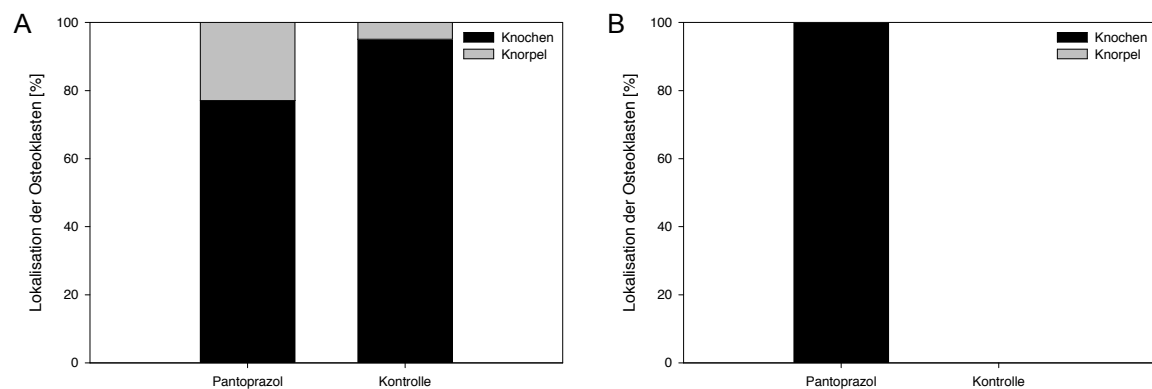 A
Lokalisation der Osteoklasten [%]
100
80
60
40
20
0
Knochen
Knorpel
Pantoprazol
Kontrolle
B
Lokalisation der Osteoklasten [%]
100
80
60
40
20
0
Knochen
Knorpel
Pantoprazol
Kontrolle